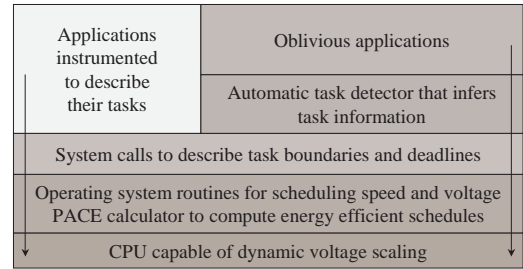 Applications
instrumented
to describe
their tasks
Oblivious applications
Automatic task detector that infers
task information
System calls to describe task boundaries and deadlines
Operating system routines for scheduling speed and voltage
PACE calculator to compute energy efficient schedules
CPU capable of dynamic voltage scaling